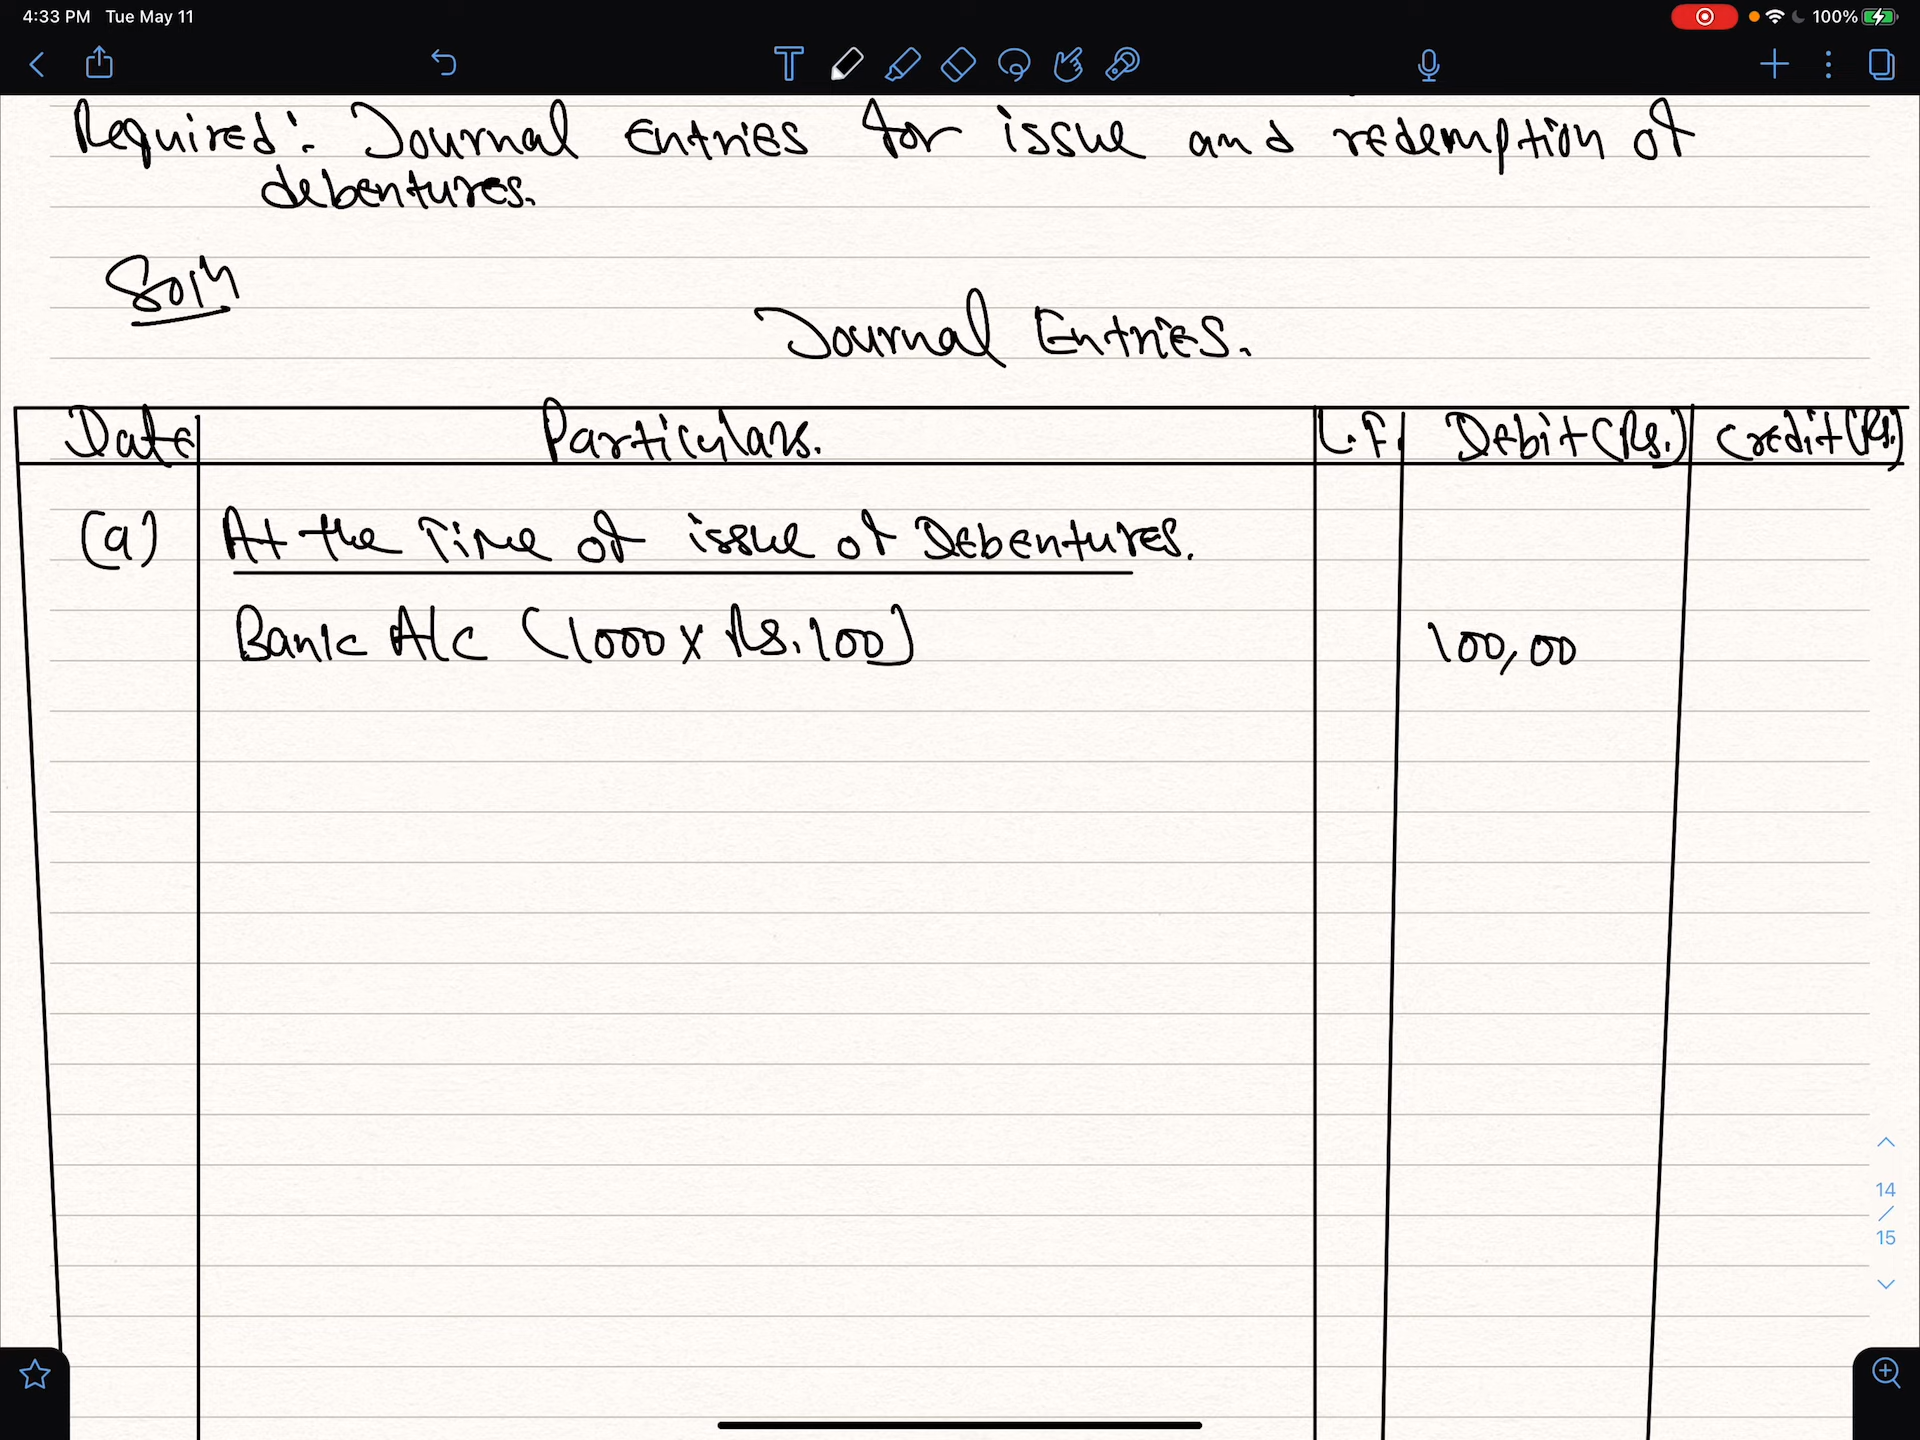 4:33 PM Tue May 11
100%
Required: Journal Entries for issue and redemption of
debentures.
Soln
Journal Entries.
Date Particulars. L.F. Debit (Rs.) Credit (Rs.)
(a) At the Time of issue of Debentures.
Bank A/c (1000 x Rs. 100) 100,00
14
/
15